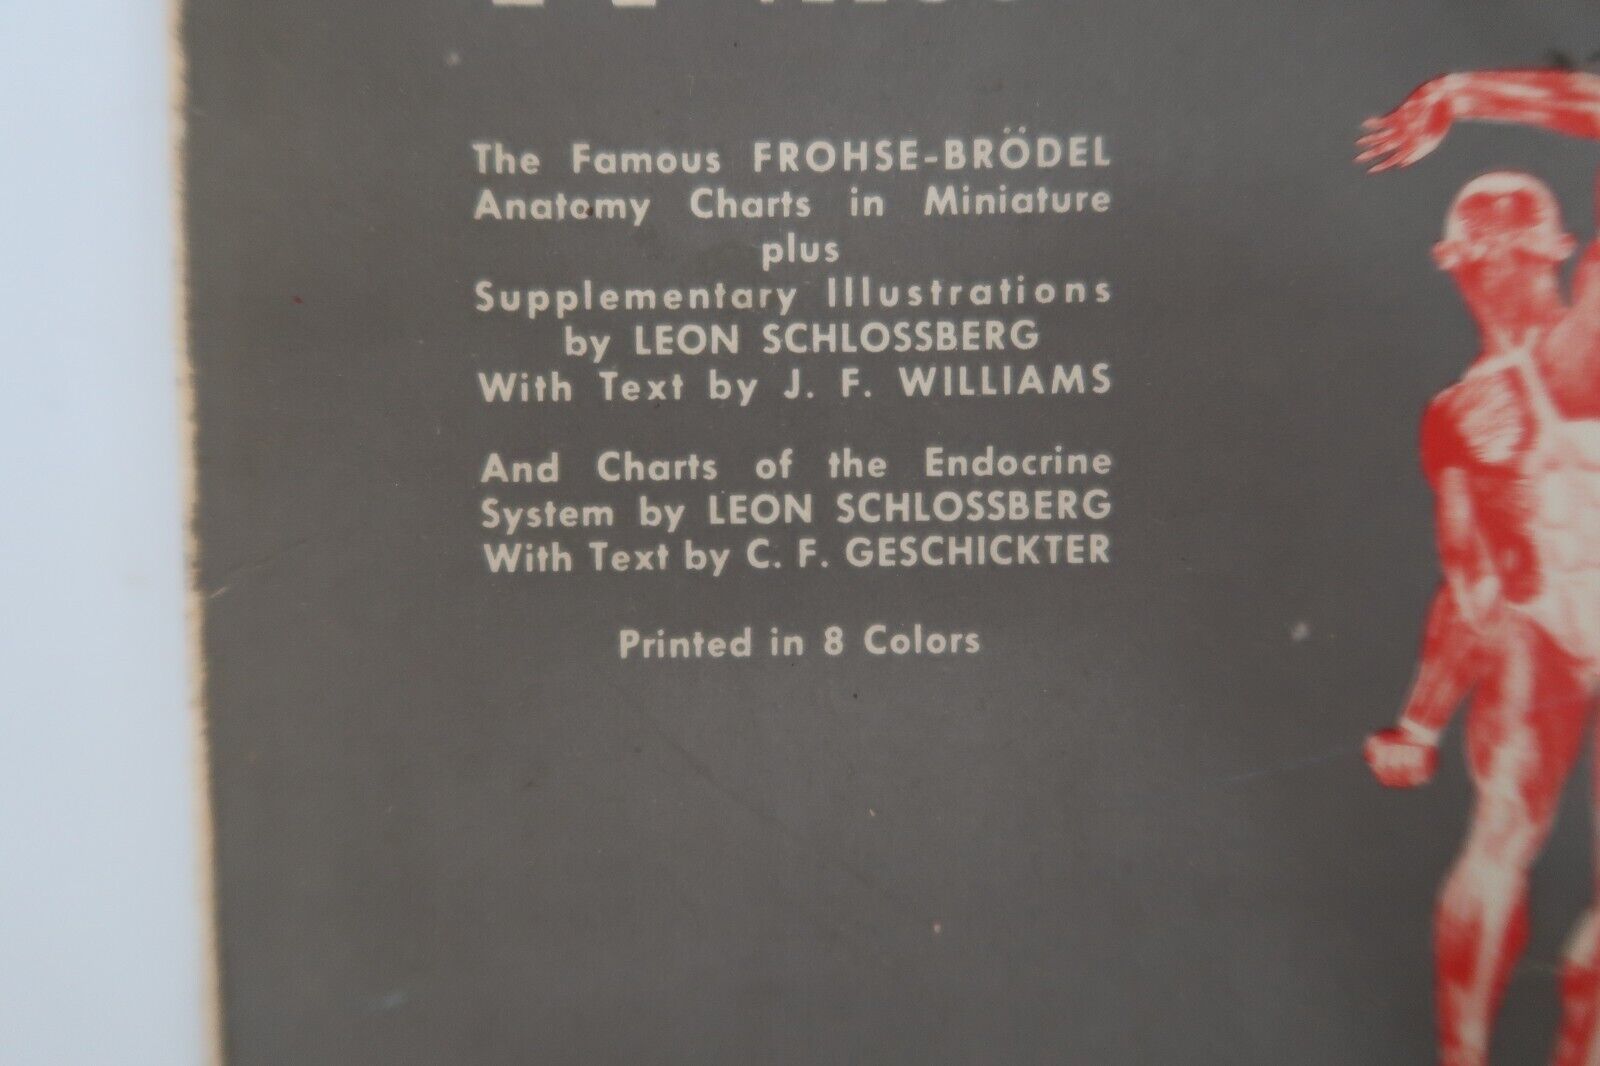 The Famous FROHSE-BRÖDEL
Anatomy Charts in Miniature
plus
Supplementary Illustrations
by LEON SCHLOSSBERG
With Text by J. F. WILLIAMS
And Charts of the Endocrine
System by LEON SCHLOSSBERG
With Text by C. F. GESCHICKTER
Printed in 8 Colors